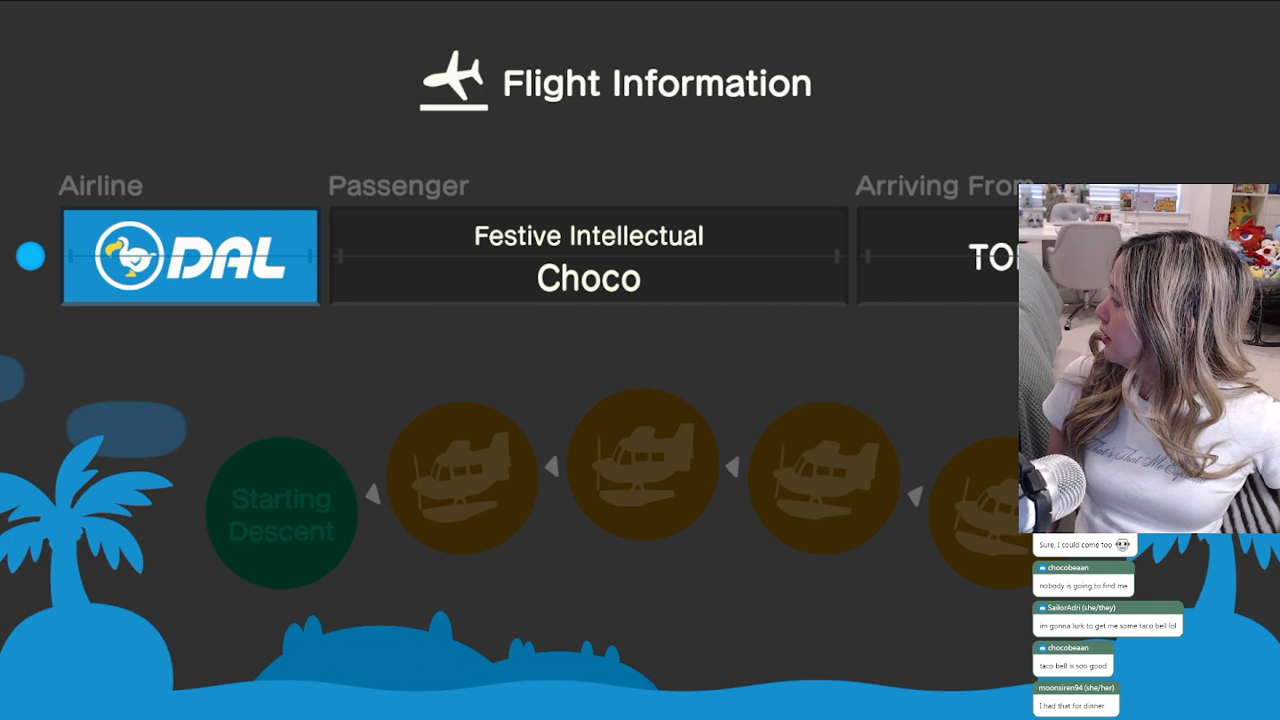 Flight Information
Airline
Passenger
Arriving From
DAL
Festive Intellectual
Choco
Starting
Descent
Sure, I could come too
chocobeaan
nobody is going to find me
SailorAdri (she/they)
im gonna lurk to get me some taco bell lol
chocobeaan
taco bell is soo good
moonsiren94 (she/her)
I had that for dinner